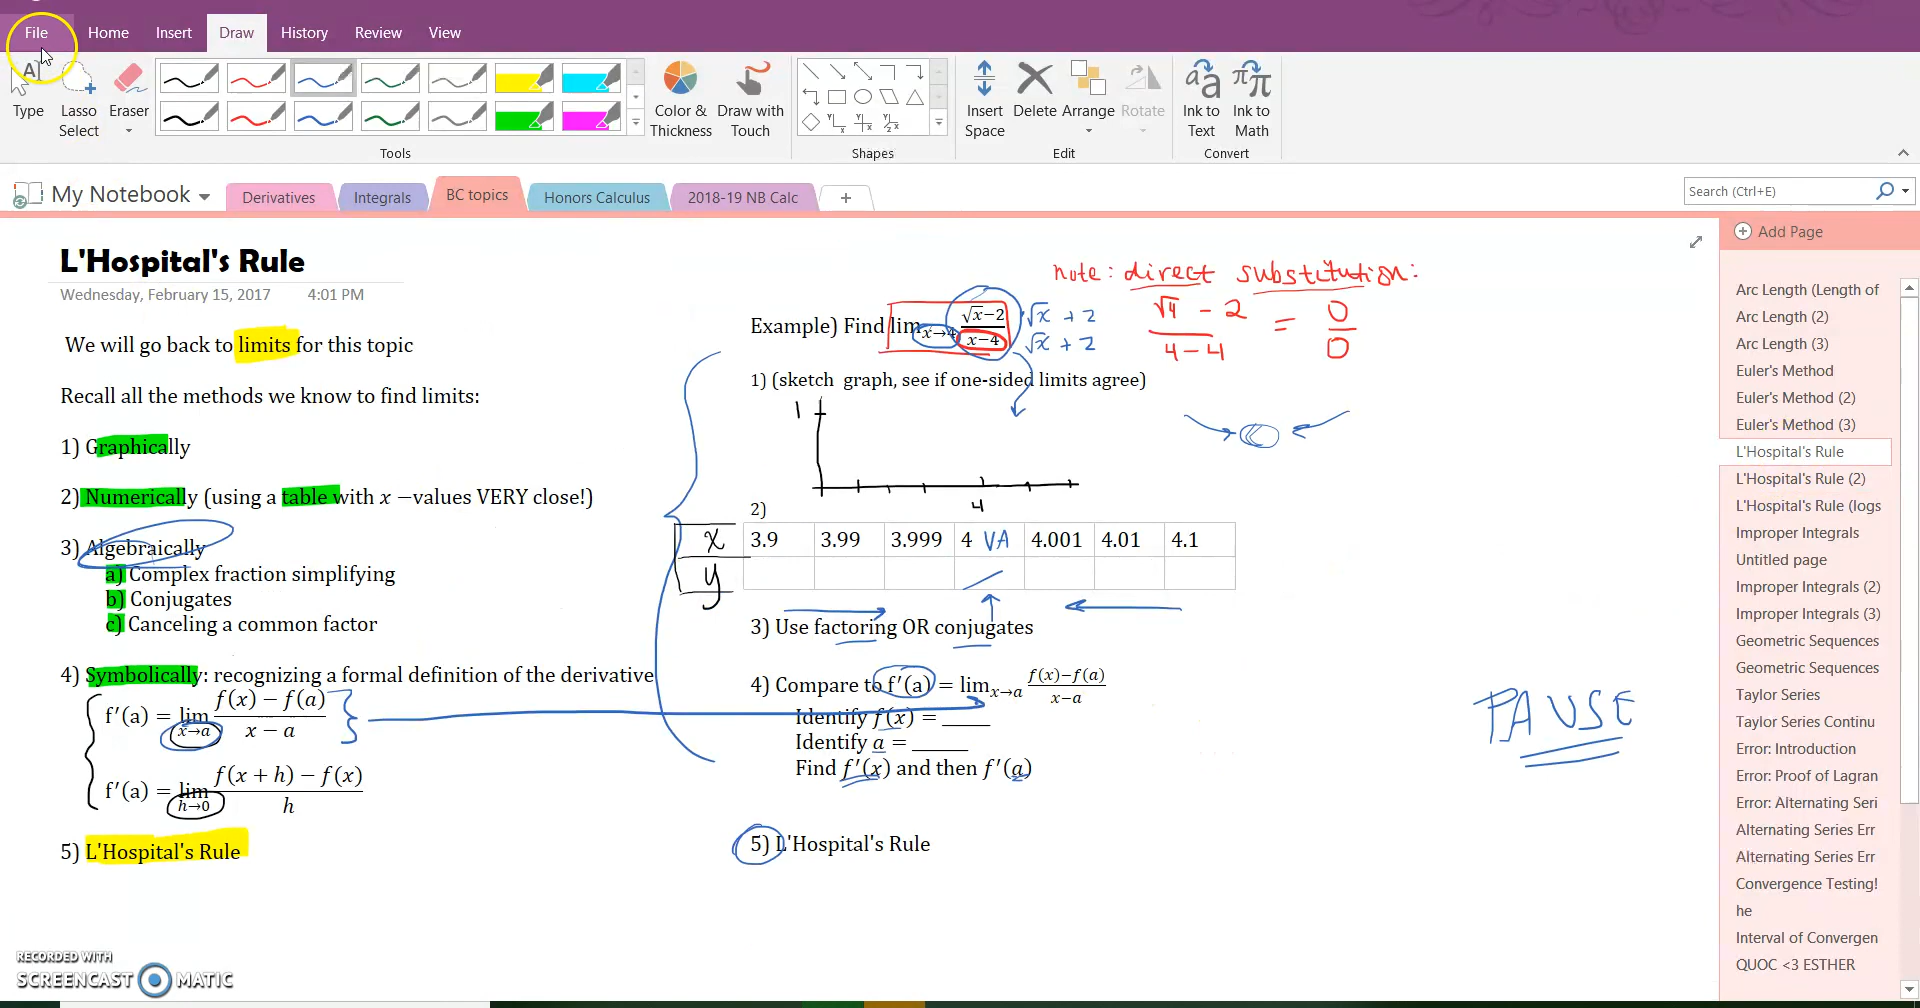 File Home Insert Draw History Review View
Type Lasso Select Eraser
Color & Thickness Draw with Touch
Insert Space Delete Arrange Rotate Ink to Text Ink to Math
Tools Shapes Edit Convert
My Notebook Derivatives Integrals BC topics Honors Calculus 2018-19 NB Calc + Search (Ctrl+E)
L'Hospital's Rule
Wednesday, February 15, 2017 4:01 PM
We will go back to limits for this topic
Recall all the methods we know to find limits:
1) Graphically
2) Numerically (using a table with x −values VERY close!)
3) Algebraically
a) Complex fraction simplifying
b) Conjugates
c) Canceling a common factor
4) Symbolically: recognizing a formal definition of the derivative
f'(a) = lim x→a f(x) − f(a) / x − a
f'(a) = lim h→0 f(x + h) − f(x) / h
5) L'Hospital's Rule
note: direct substitution:
Example) Find lim x→4 √x−2 / x−4 √x + 2 / √x + 2
√4 − 2 / 4 − 4 = 0 / 0
1) (sketch graph, see if one-sided limits agree)
1
4
2)
x 3.9 3.99 3.999 4 VA 4.001 4.01 4.1
y
3) Use factoring OR conjugates
4) Compare to f'(a) = lim x→a f(x)−f(a) / x−a
Identify f(x) = ____
Identify a = _____
Find f'(x) and then f'(a)
5) L'Hospital's Rule
PAUSE
Add Page
Arc Length (Length of
Arc Length (2)
Arc Length (3)
Euler's Method
Euler's Method (2)
Euler's Method (3)
L'Hospital's Rule
L'Hospital's Rule (2)
L'Hospital's Rule (logs
Improper Integrals
Untitled page
Improper Integrals (2)
Improper Integrals (3)
Geometric Sequences
Geometric Sequences
Taylor Series
Taylor Series Continu
Error: Introduction
Error: Proof of Lagran
Error: Alternating Seri
Alternating Series Err
Alternating Series Err
Convergence Testing!
he
Interval of Convergen
QUOC <3 ESTHER
RECORDED WITH
SCREENCAST MATIC